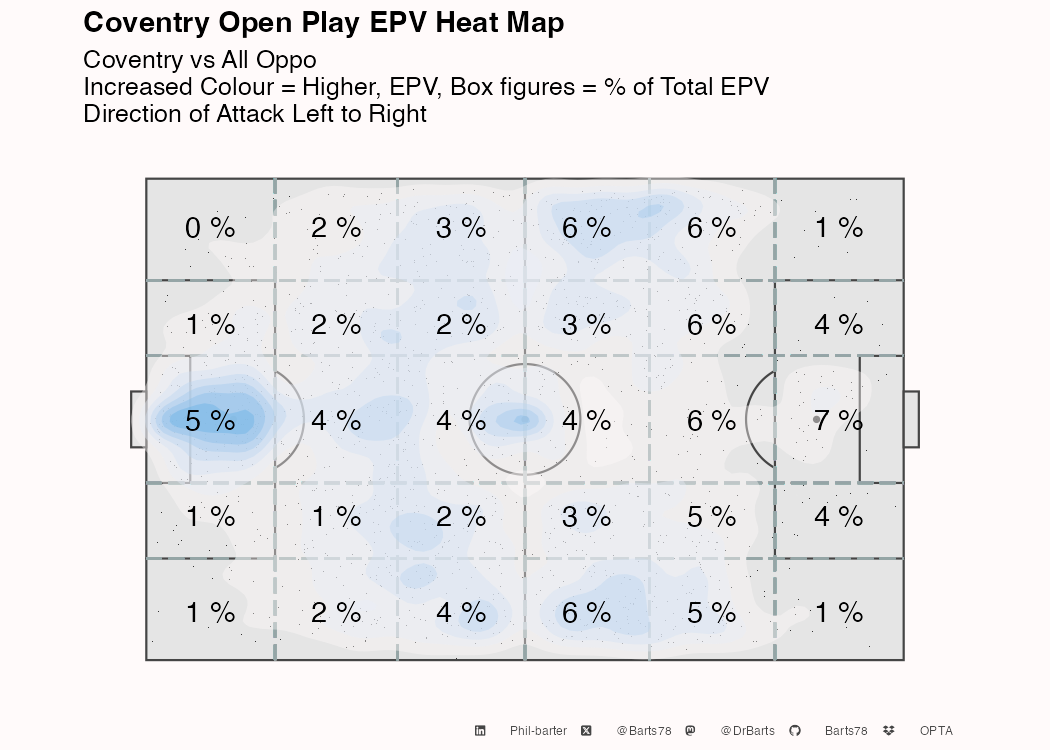 Coventry Open Play EPV Heat Map
Coventry vs All Oppo
Increased Colour = Higher, EPV, Box figures = % of Total EPV
Direction of Attack Left to Right
0 % 2 % 3 % 6 % 6 % 1 %
1 % 2 % 2 % 3 % 6 % 4 %
5 % 4 % 4 % 4 % 6 % 7 %
1 % 1 % 2 % 3 % 5 % 4 %
1 % 2 % 4 % 6 % 5 % 1 %
Phil-barter @Barts78 @DrBarts Barts78 OPTA